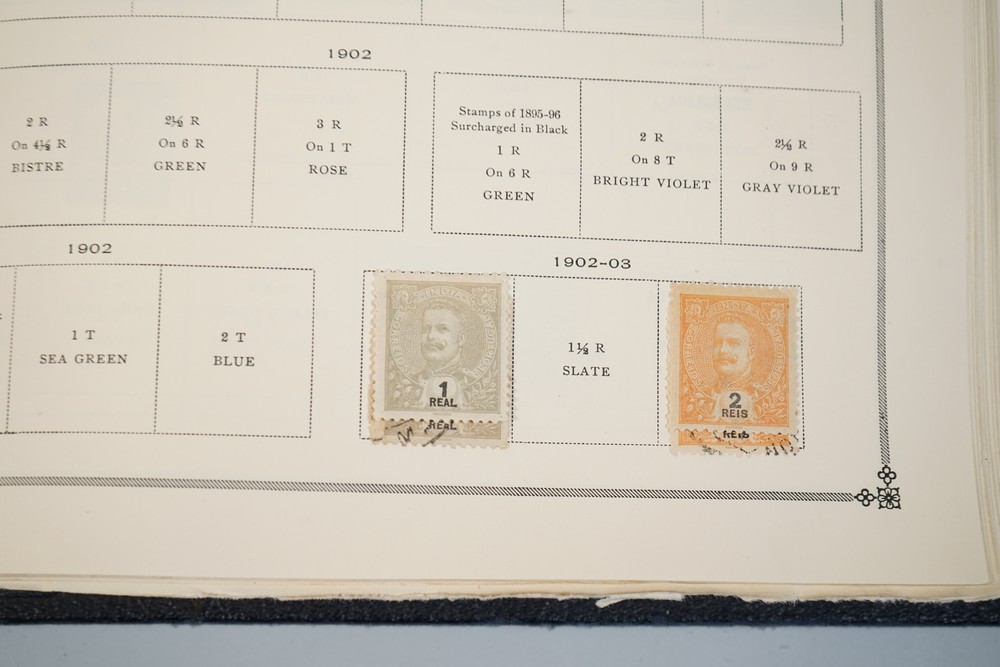 1902
2 R
On 4½ R
BISTRE
2½ R
On 6 R
GREEN
3 R
On 1 T
ROSE
Stamps of 1895-96
Surcharged in Black
1 R
On 6 R
GREEN
2 R
On 8 T
BRIGHT VIOLET
2½ R
On 9 R
GRAY VIOLET
1902
1 T
SEA GREEN
2 T
BLUE
1902-03
INDIA
1
REAL
REAL
1½ R
SLATE
INDIA
2
REIS
REIS